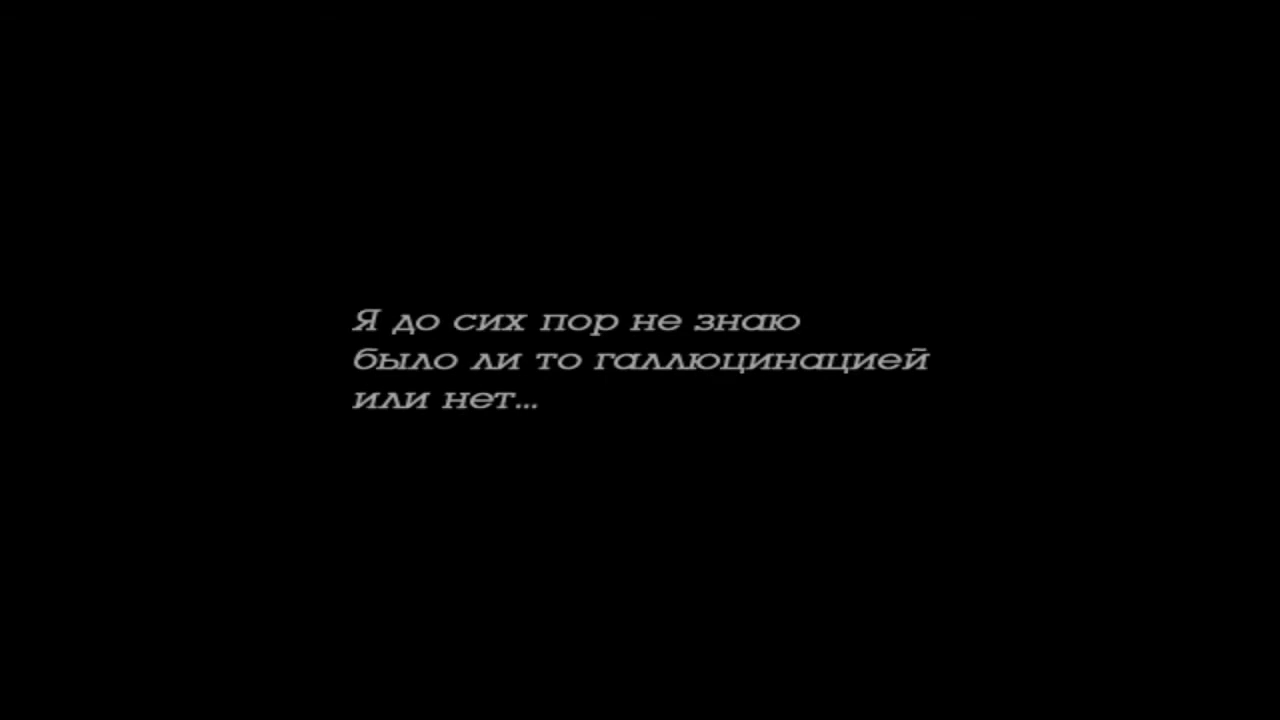 Я до сих пор не знаю
было ли то галлюцинацией
или нет...